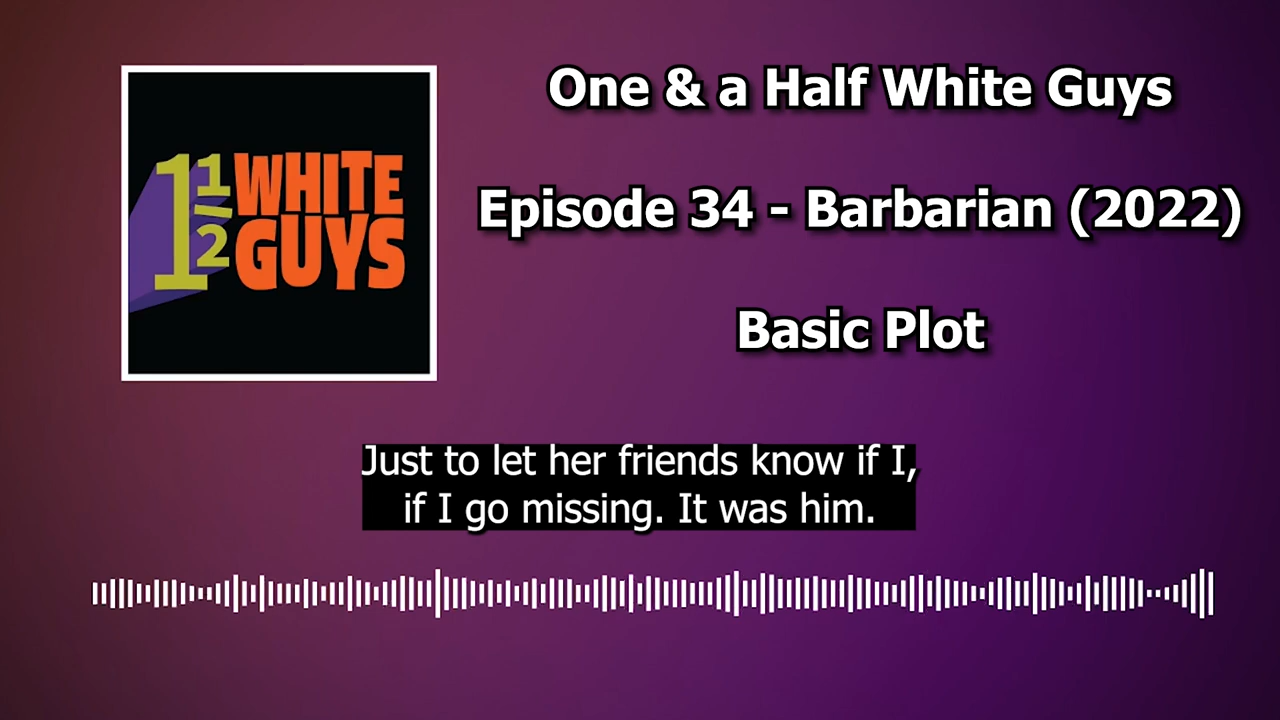 1 1/2 WHITE
GUYS
One & a Half White Guys
Episode 34 - Barbarian (2022)
Basic Plot
Just to let her friends know if I,
if I go missing. It was him.